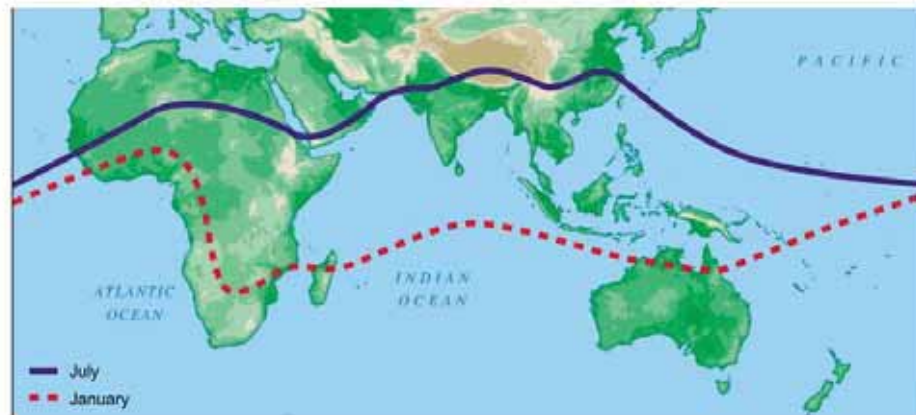 PACIFIC
ATLANTIC
OCEAN
INDIAN
OCEAN
July
January